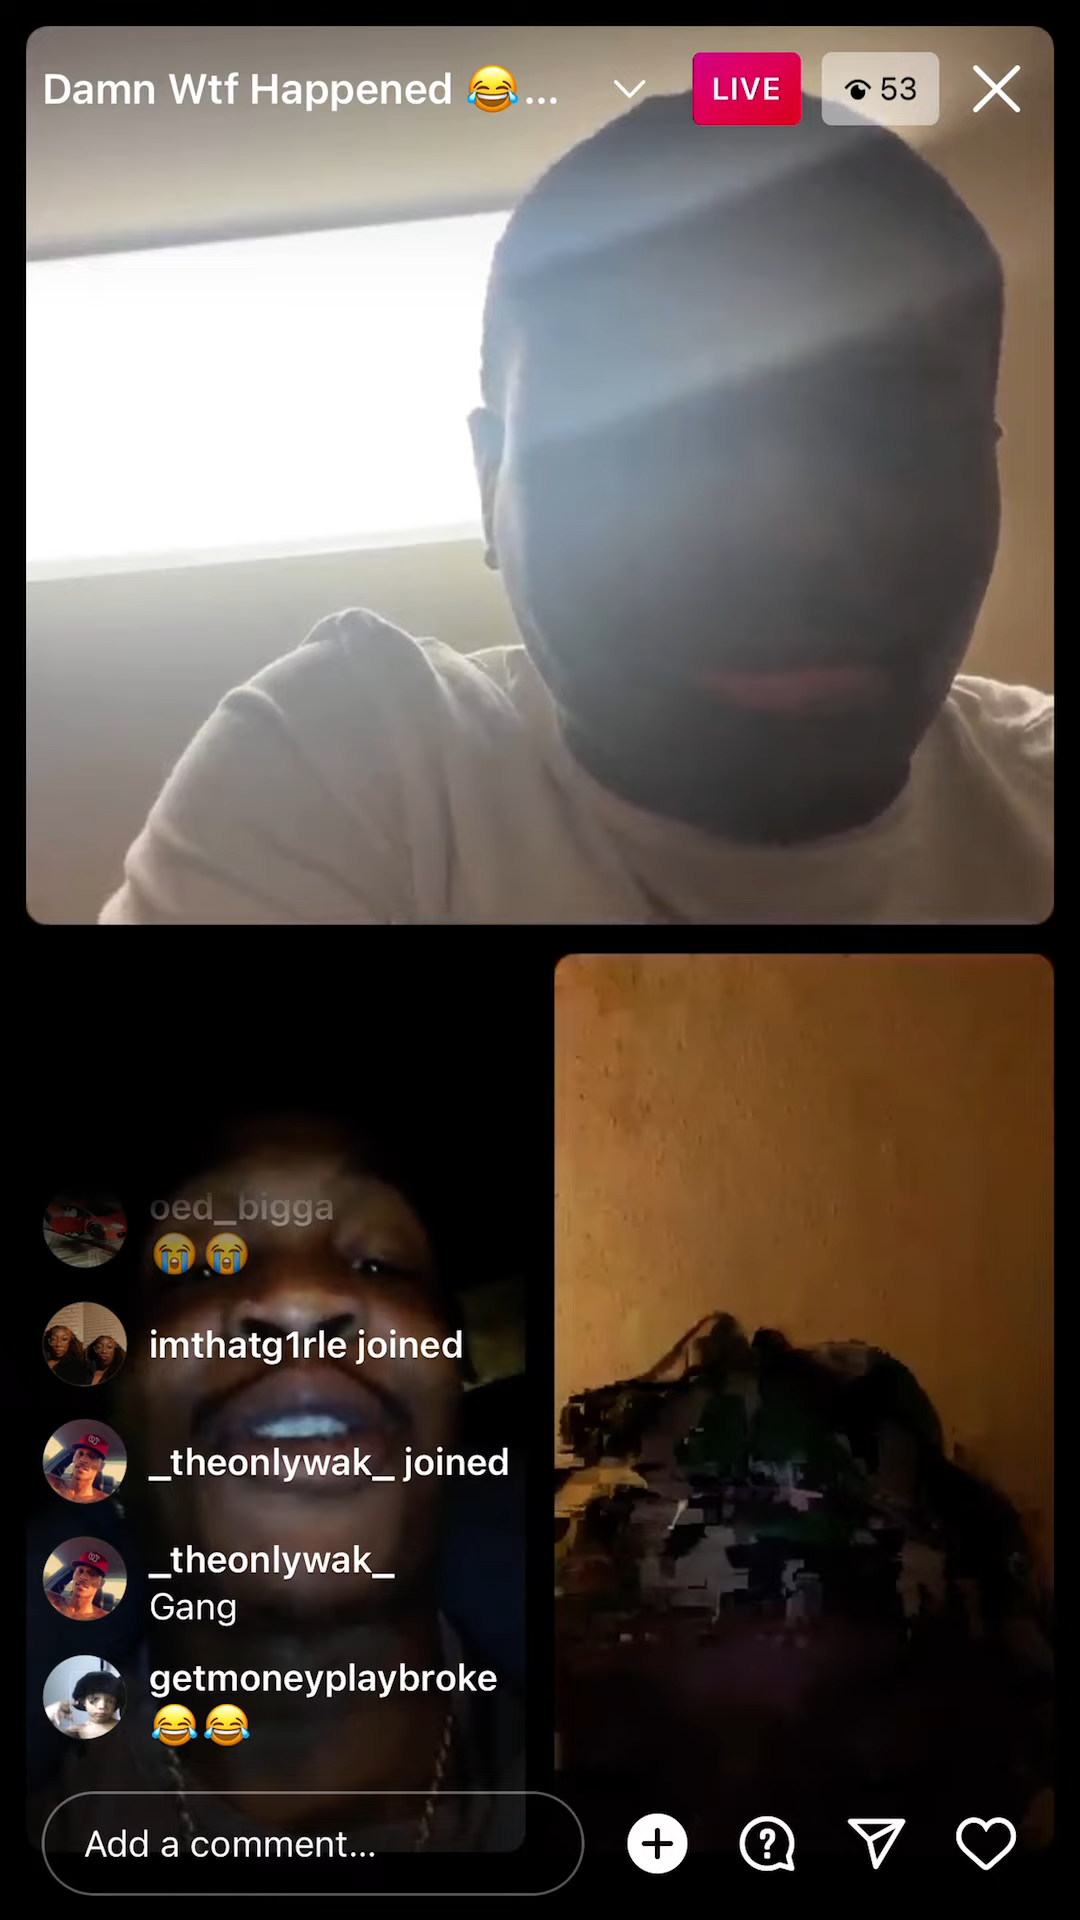 Damn Wtf Happened 😂...
LIVE
53
oed_bigga
😭😭
imthatg1rle joined
_theonlywak_ joined
_theonlywak_
Gang
getmoneyplaybroke
😂😂
Add a comment...